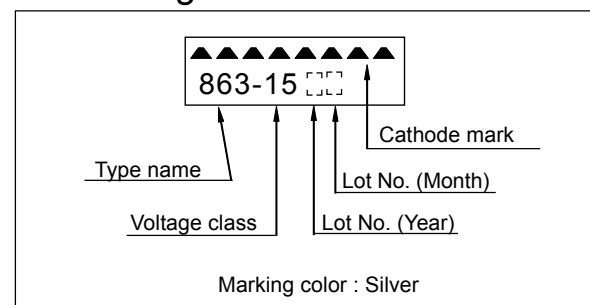 863-15
Cathode mark
Type name
Lot No. (Month)
Voltage class
Lot No. (Year)
Marking color : Silver